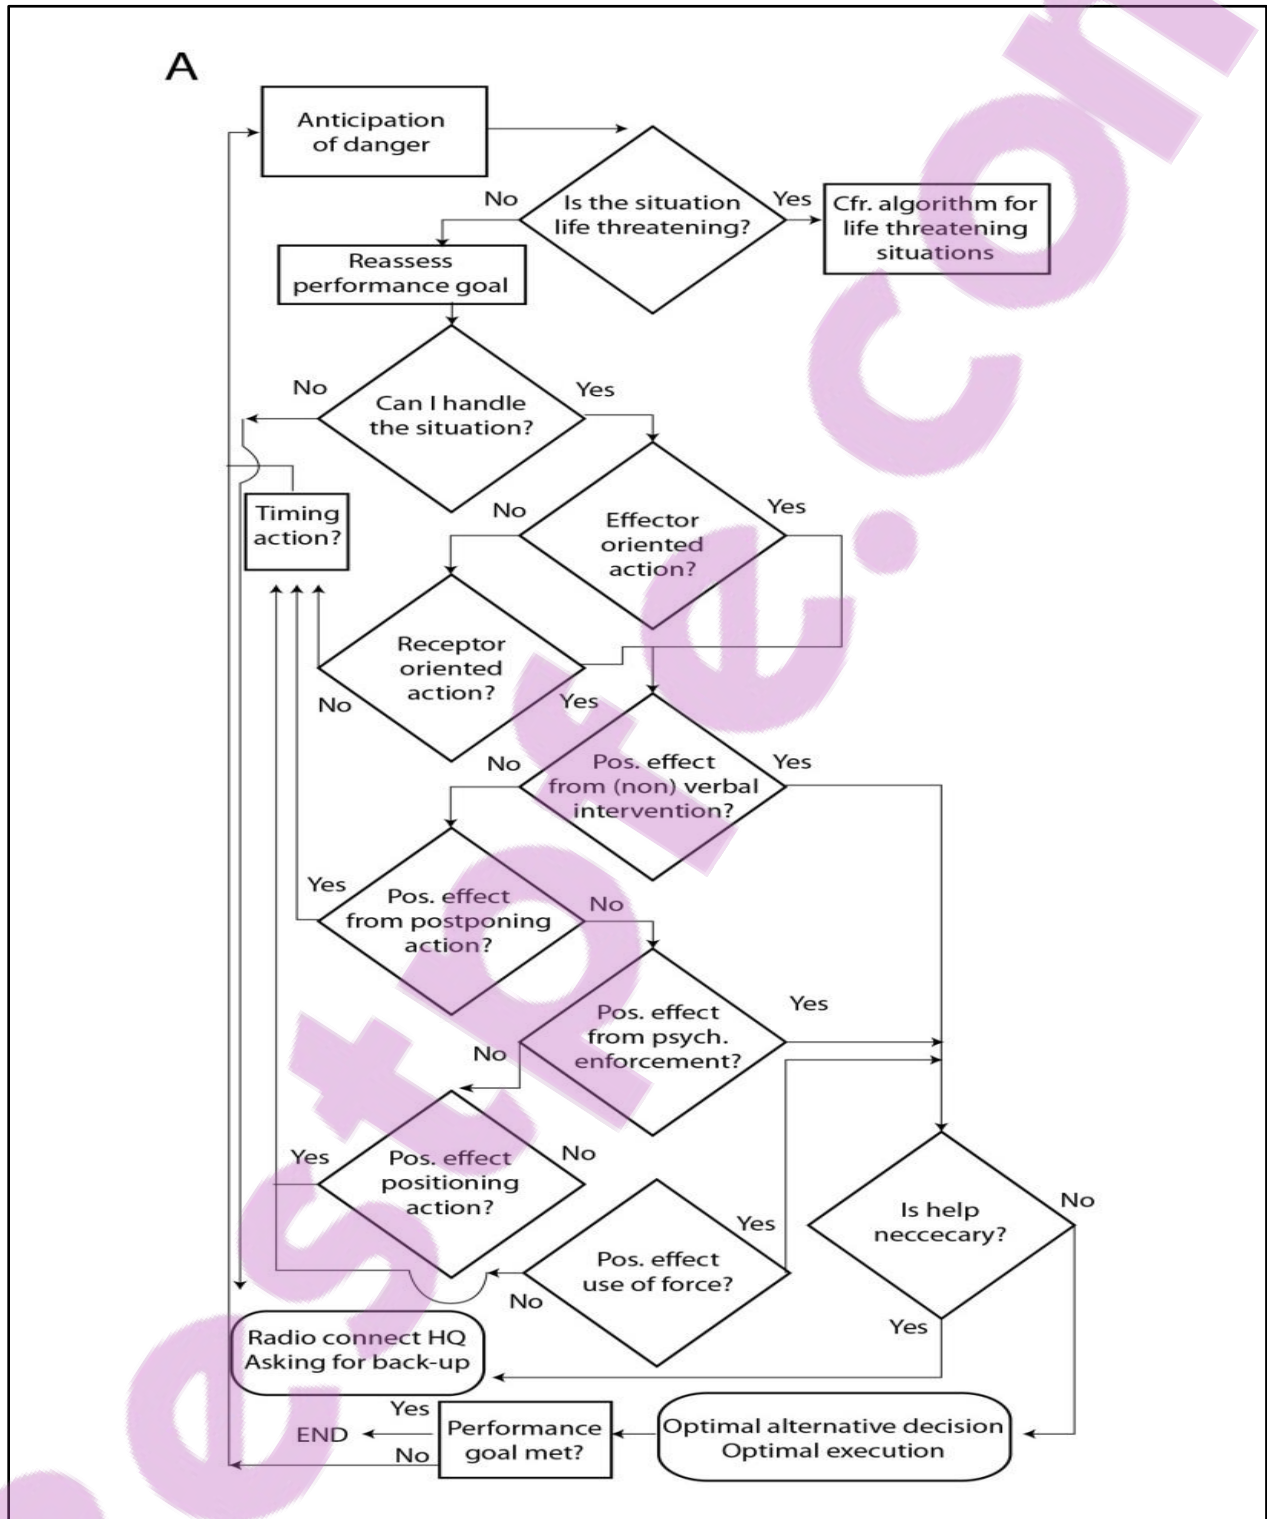 A
Anticipation
of danger
No
Is the situation
life threatening?
Yes
Cfr. algorithm for
life threatening
situations
Reassess
performance goal
No
Can I handle
the situation?
Yes
Timing
action?
No
Effector
oriented
action?
Yes
Receptor
oriented
action?
No
Yes
No
Pos. effect
from (non) verbal
intervention?
Yes
Yes
Pos. effect
from postponing
action?
No
Pos. effect
from psych.
enforcement?
Yes
No
Yes
Pos. effect
positioning
action?
No
Pos. effect
use of force?
Yes
No
Is help
neccecary?
No
Yes
Radio connect HQ
Asking for back-up
Yes
END
No
Performance
goal met?
Optimal alternative decision
Optimal execution
estprfe.com